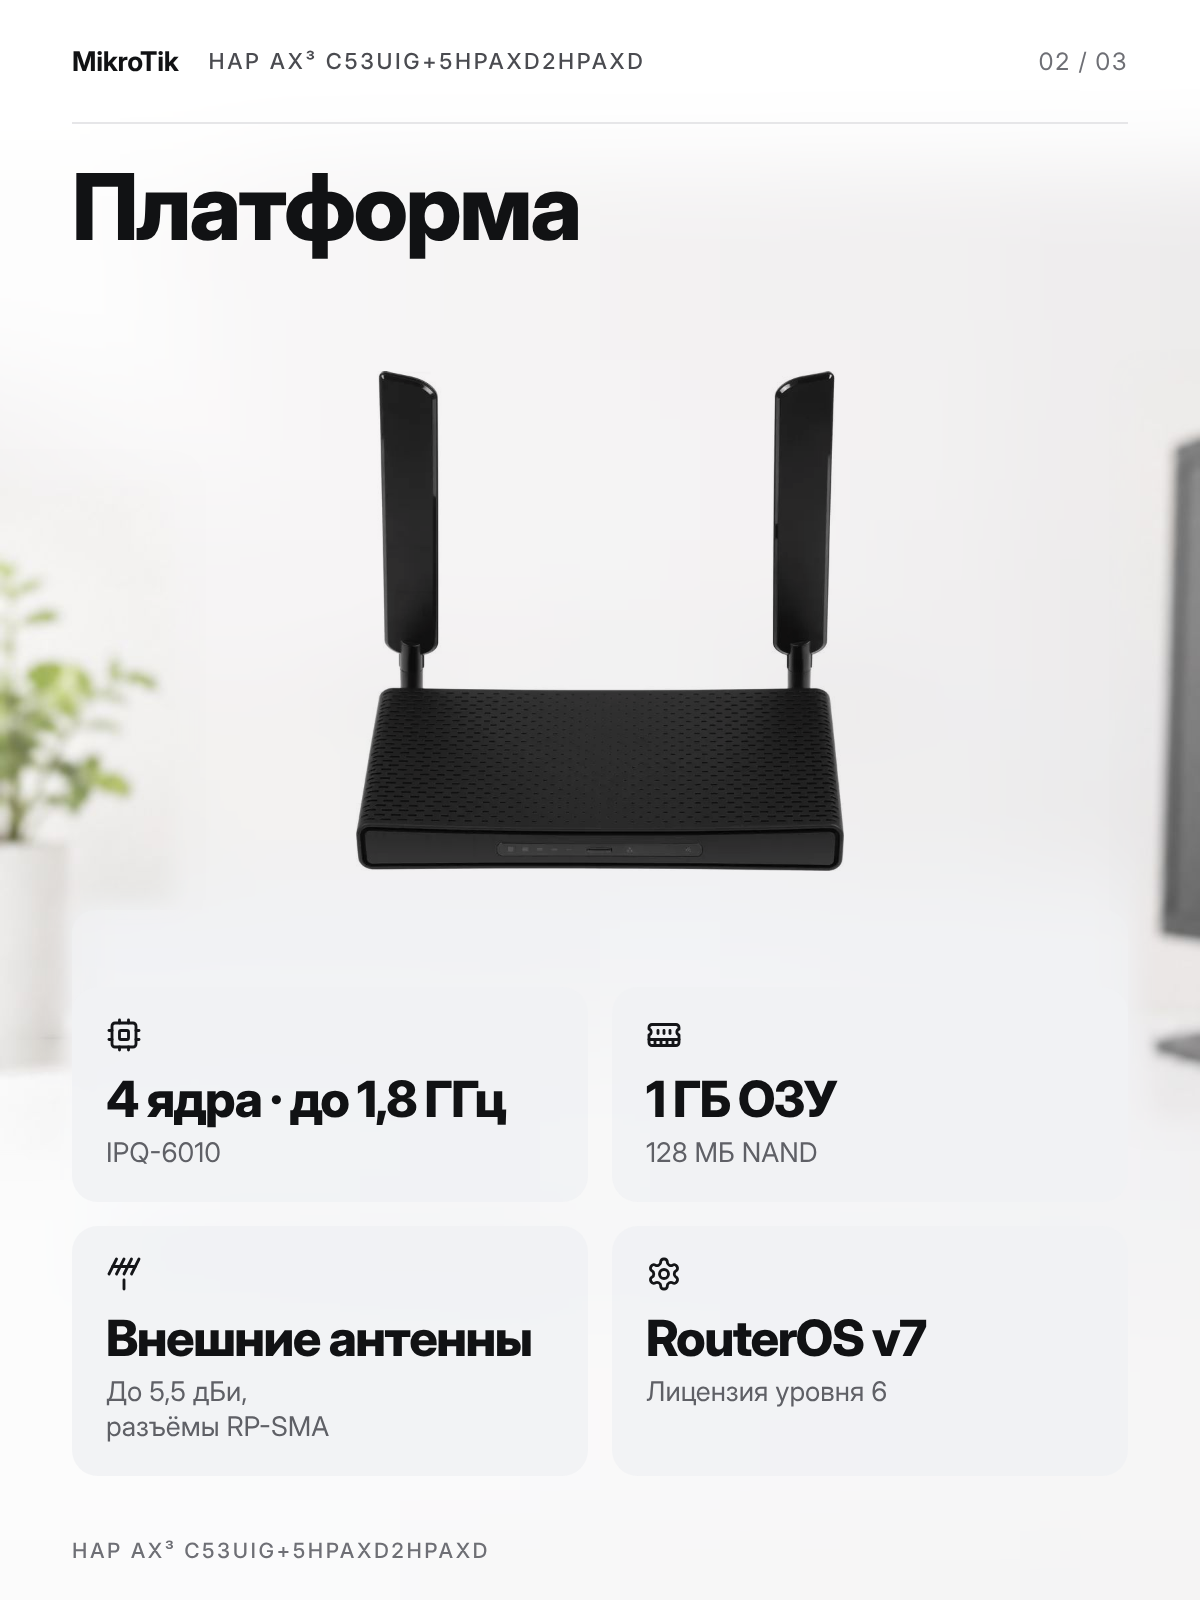 MikroTik HAP AX³ C53UIG+5HPAXD2HPAXD 02 / 03
Платформа
4 ядра · до 1,8 ГГц
IPQ-6010
1 ГБ ОЗУ
128 МБ NAND
Внешние антенны
До 5,5 дБи,
разъёмы RP-SMA
RouterOS v7
Лицензия уровня 6
HAP AX³ C53UIG+5HPAXD2HPAXD